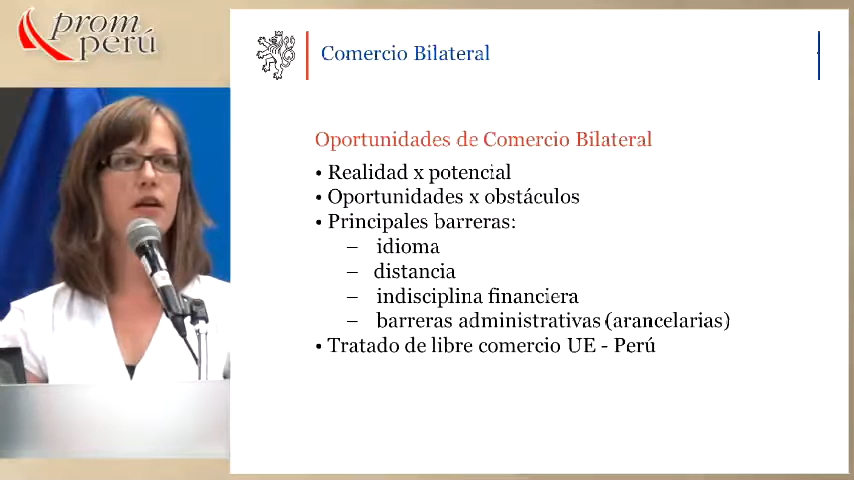 prom
perú
Comercio Bilateral
Oportunidades de Comercio Bilateral
• Realidad x potencial
• Oportunidades x obstáculos
• Principales barreras:
– idioma
– distancia
– indisciplina financiera
– barreras administrativas (arancelarias)
• Tratado de libre comercio UE - Perú